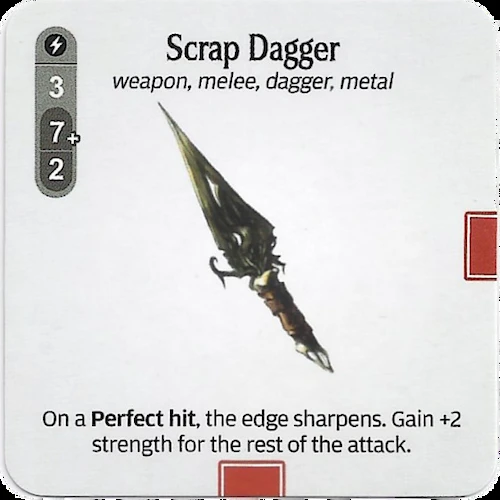 Scrap Dagger
weapon, melee, dagger, metal
3
7+
2
On a Perfect hit, the edge sharpens. Gain +2
strength for the rest of the attack.